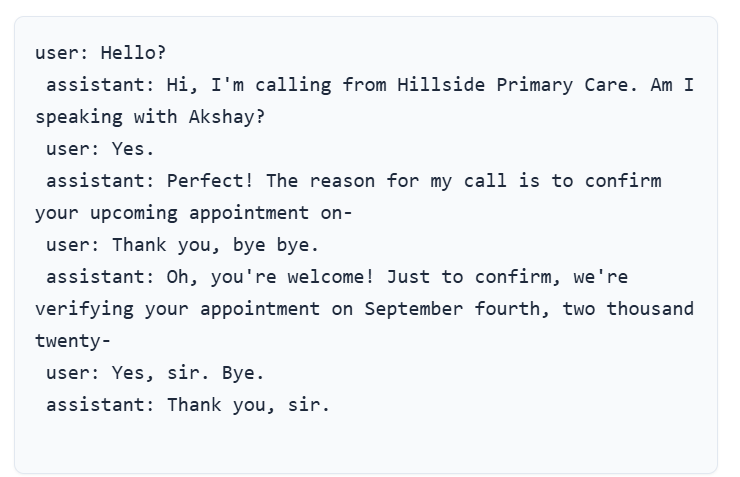 user: Hello?
assistant: Hi, I'm calling from Hillside Primary Care. Am I
speaking with Akshay?
user: Yes.
assistant: Perfect! The reason for my call is to confirm
your upcoming appointment on-
user: Thank you, bye bye.
assistant: Oh, you're welcome! Just to confirm, we're
verifying your appointment on September fourth, two thousand
twenty-
user: Yes, sir. Bye.
assistant: Thank you, sir.